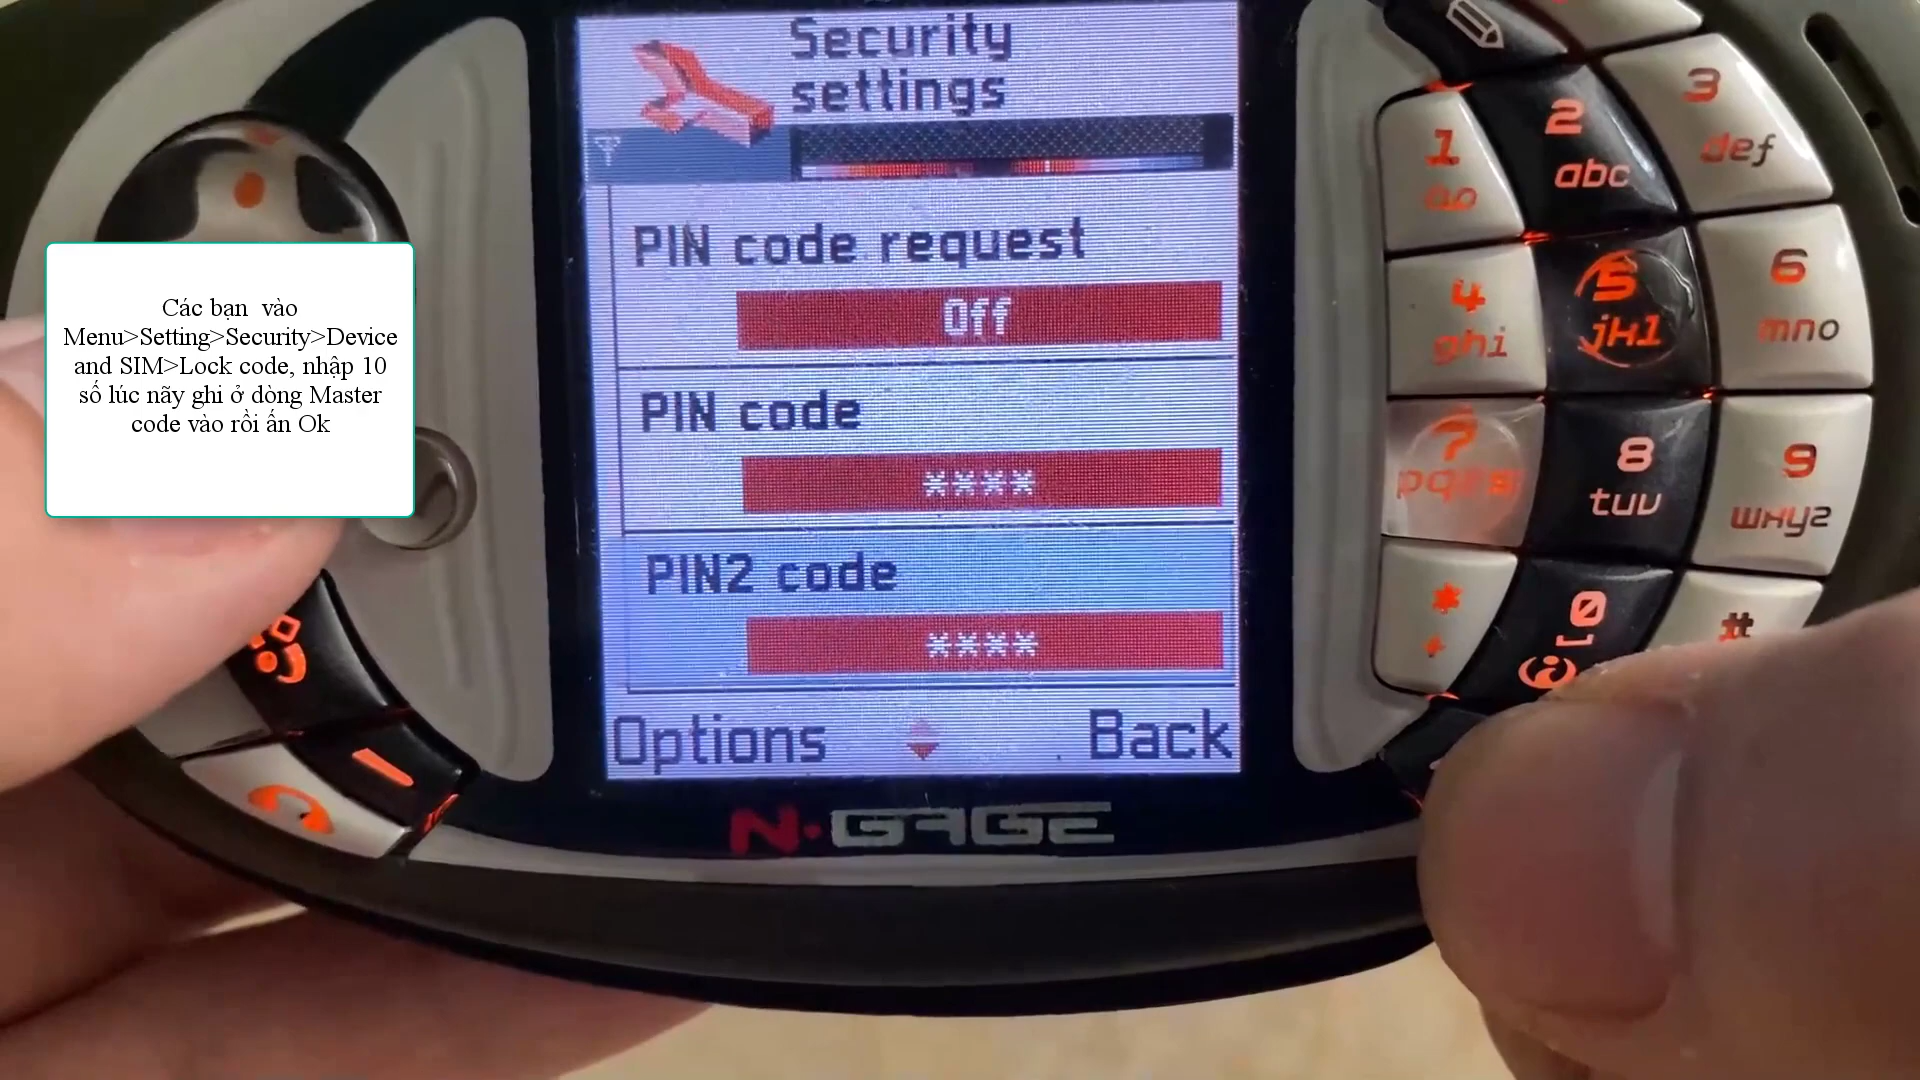 Security
settings
PIN code request
Off
PIN code
****
PIN2 code
****
Options
Back
N·GAGE
Các bạn  vào
Menu>Setting>Security>Device
and SIM>Lock code, nhập 10
số lúc nãy ghi ở dòng Master
code vào rồi ấn Ok
1
2
abc
3
def
4
ghi
5
jkl
6
mno
7
pqrs
8
tuv
9
wxyz
*
+
0
#